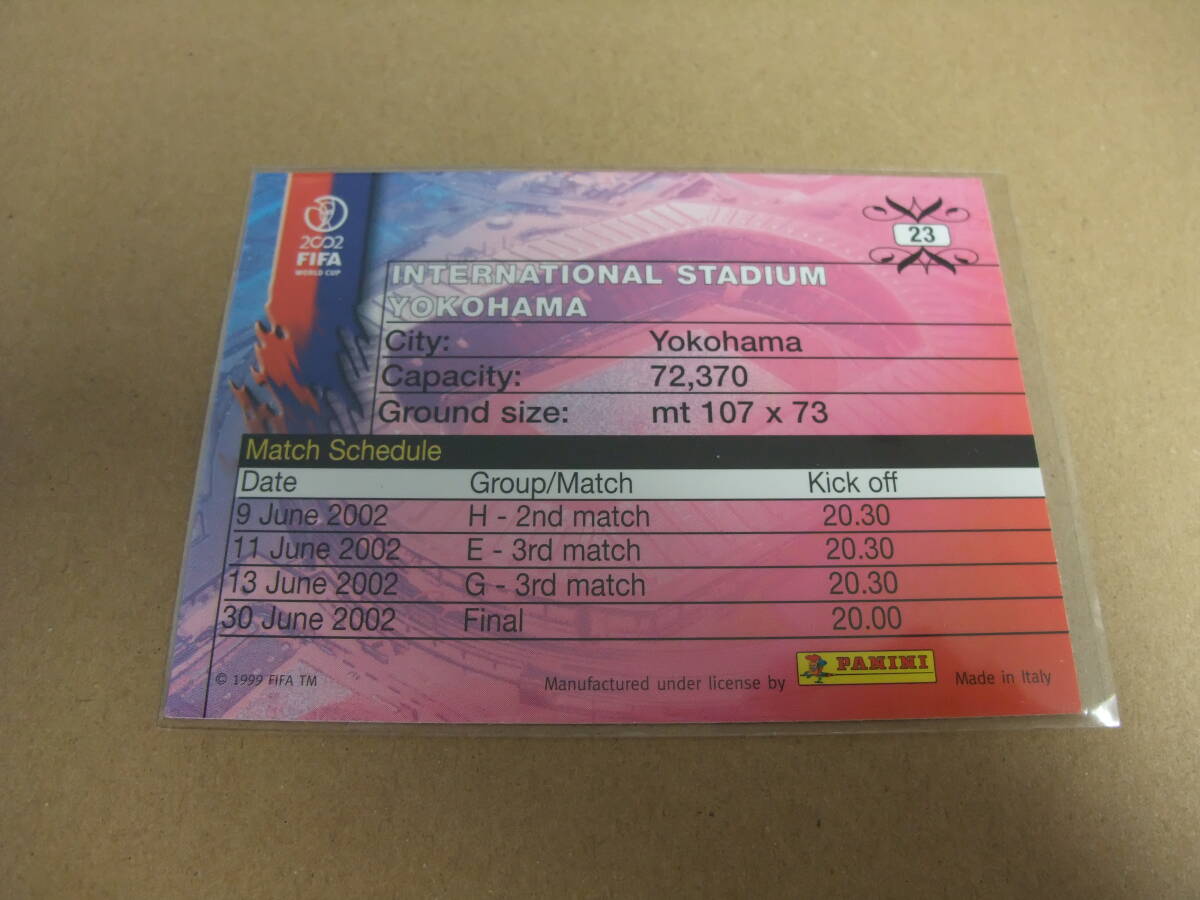 2002
FIFA
WORLD CUP
23
INTERNATIONAL STADIUM
YOKOHAMA
City: Yokohama
Capacity: 72,370
Ground size: mt 107 x 73
Match Schedule
Date Group/Match Kick off
9 June 2002 H - 2nd match 20.30
11 June 2002 E - 3rd match 20.30
13 June 2002 G - 3rd match 20.30
30 June 2002 Final 20.00
© 1999 FIFA TM Manufactured under license by PANINI Made in Italy